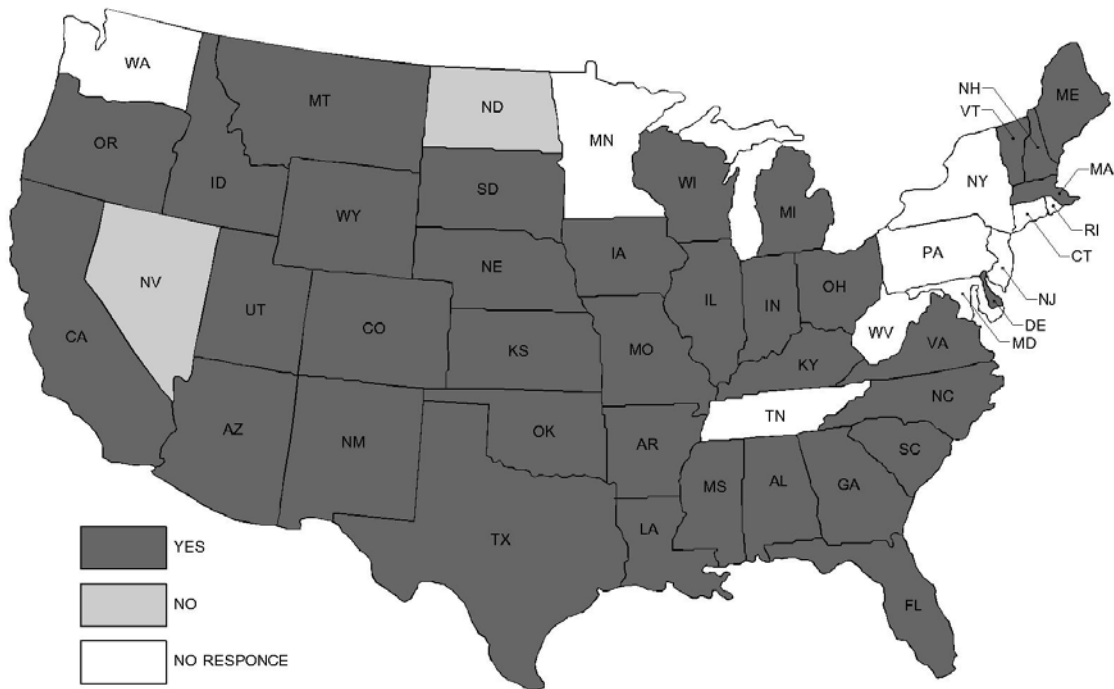 WA
MT
ND
MN
OR
ID
SD
WI
WY
MI
NY
NH
VT
ME
MA
RI
CT
PA
NJ
DE
MD
IA
NE
NV
UT
CO
CA
IL
IN
OH
WV
VA
KS
MO
KY
NC
TN
AZ
NM
OK
AR
SC
MS
AL
GA
LA
TX
FL
YES
NO
NO RESPONCE